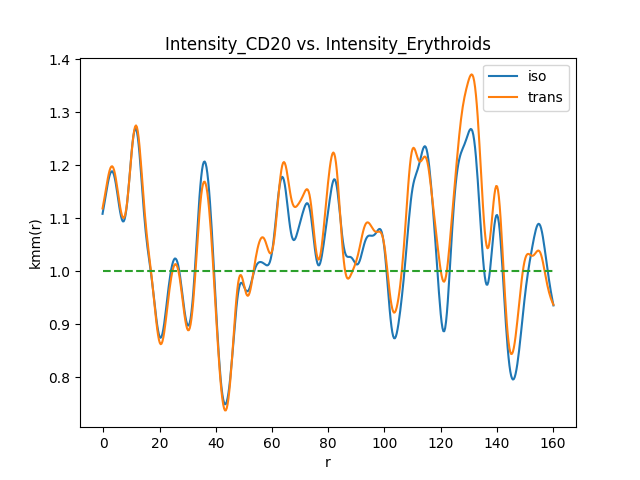 Intensity_CD20 vs. Intensity_Erythroids
iso
trans
kmm(r)
1.4
1.3
1.2
1.1
1.0
0.9
0.8
0 20 40 60 80 100 120 140 160
r